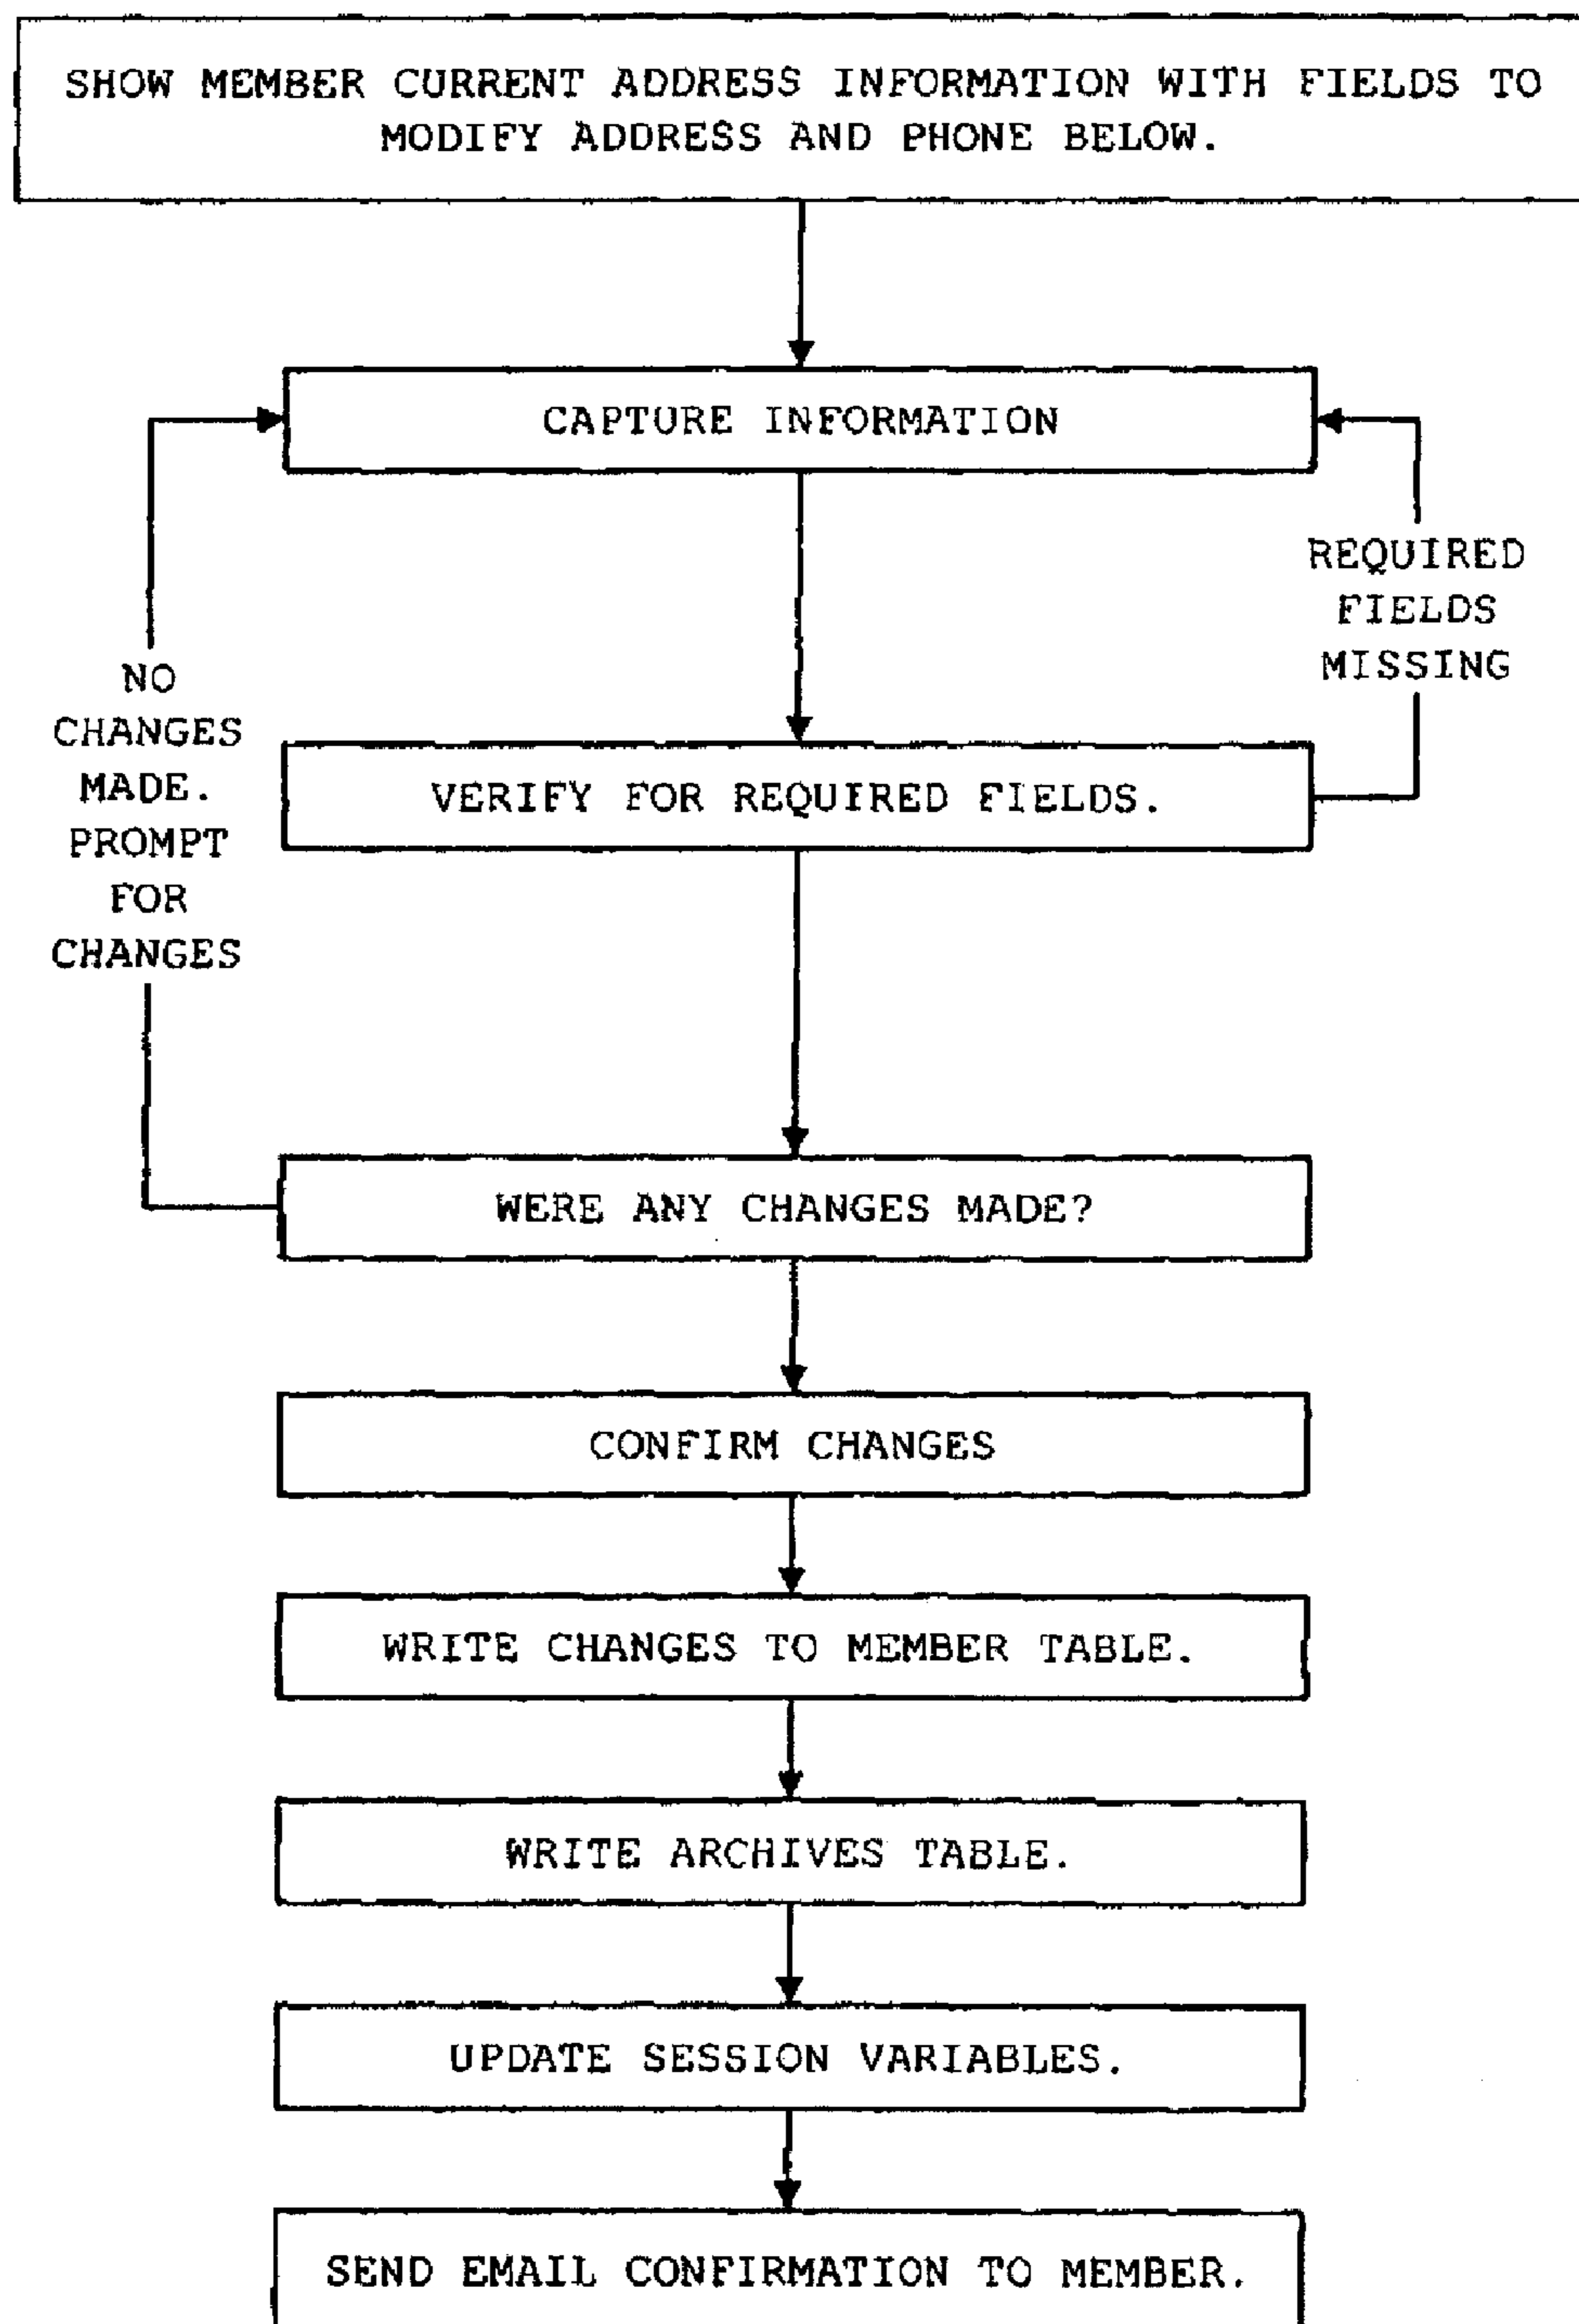 SHOW MEMBER CURRENT ADDRESS INFORMATION WITH FIELDS TO
MODIFY ADDRESS AND PHONE BELOW.
CAPTURE INFORMATION
REQUIRED
FIELDS
MISSING
NO
CHANGES
MADE.
PROMPT
FOR
CHANGES
VERIFY FOR REQUIRED FIELDS.
WERE ANY CHANGES MADE?
CONFIRM CHANGES
WRITE CHANGES TO MEMBER TABLE.
WRITE ARCHIVES TABLE.
UPDATE SESSION VARIABLES.
SEND EMAIL CONFIRMATION TO MEMBER.